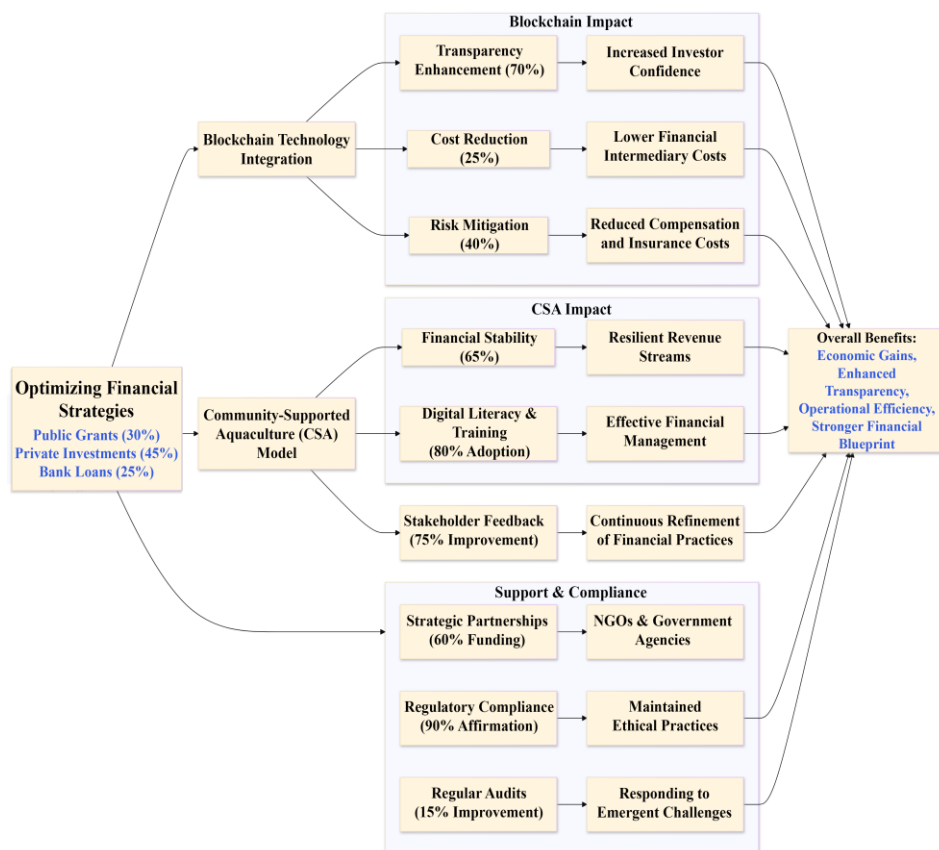 Blockchain Impact
Transparency
Enhancement (70%)
Increased Investor
Confidence
Blockchain Technology
Integration
Cost Reduction
(25%)
Lower Financial
Intermediary Costs
Risk Mitigation
(40%)
Reduced Compensation
and Insurance Costs
CSA Impact
Financial Stability
(65%)
Resilient Revenue
Streams
Optimizing Financial
Strategies
Public Grants (30%)
Private Investments (45%)
Bank Loans (25%)
Community-Supported
Aquaculture (CSA)
Model
Digital Literacy &
Training
(80% Adoption)
Effective Financial
Management
Overall Benefits:
Economic Gains,
Enhanced
Transparency,
Operational Efficiency,
Stronger Financial
Blueprint
Stakeholder Feedback
(75% Improvement)
Continuous Refinement
of Financial Practices
Support & Compliance
Strategic Partnerships
(60% Funding)
NGOs & Government
Agencies
Regulatory Compliance
(90% Affirmation)
Maintained
Ethical Practices
Regular Audits
(15% Improvement)
Responding to
Emergent Challenges